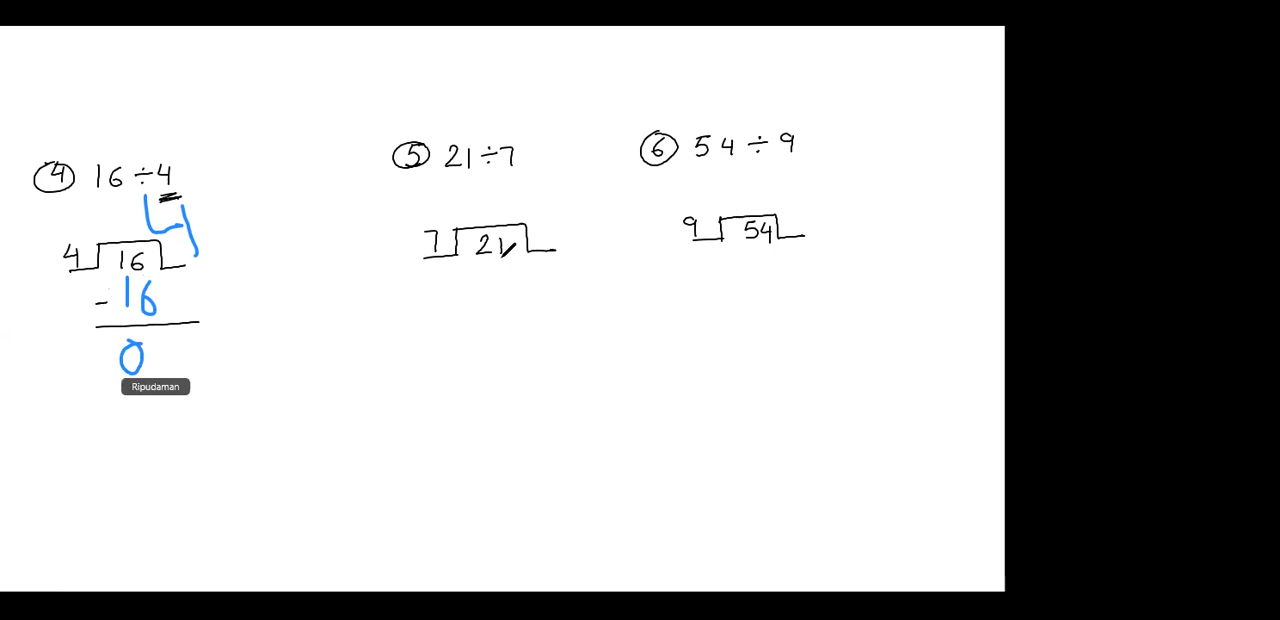 ④ 16 ÷ 4
4
4 16
- 16
0
Ripudaman
⑤ 21 ÷ 7
7 21
⑥ 54 ÷ 9
9 54